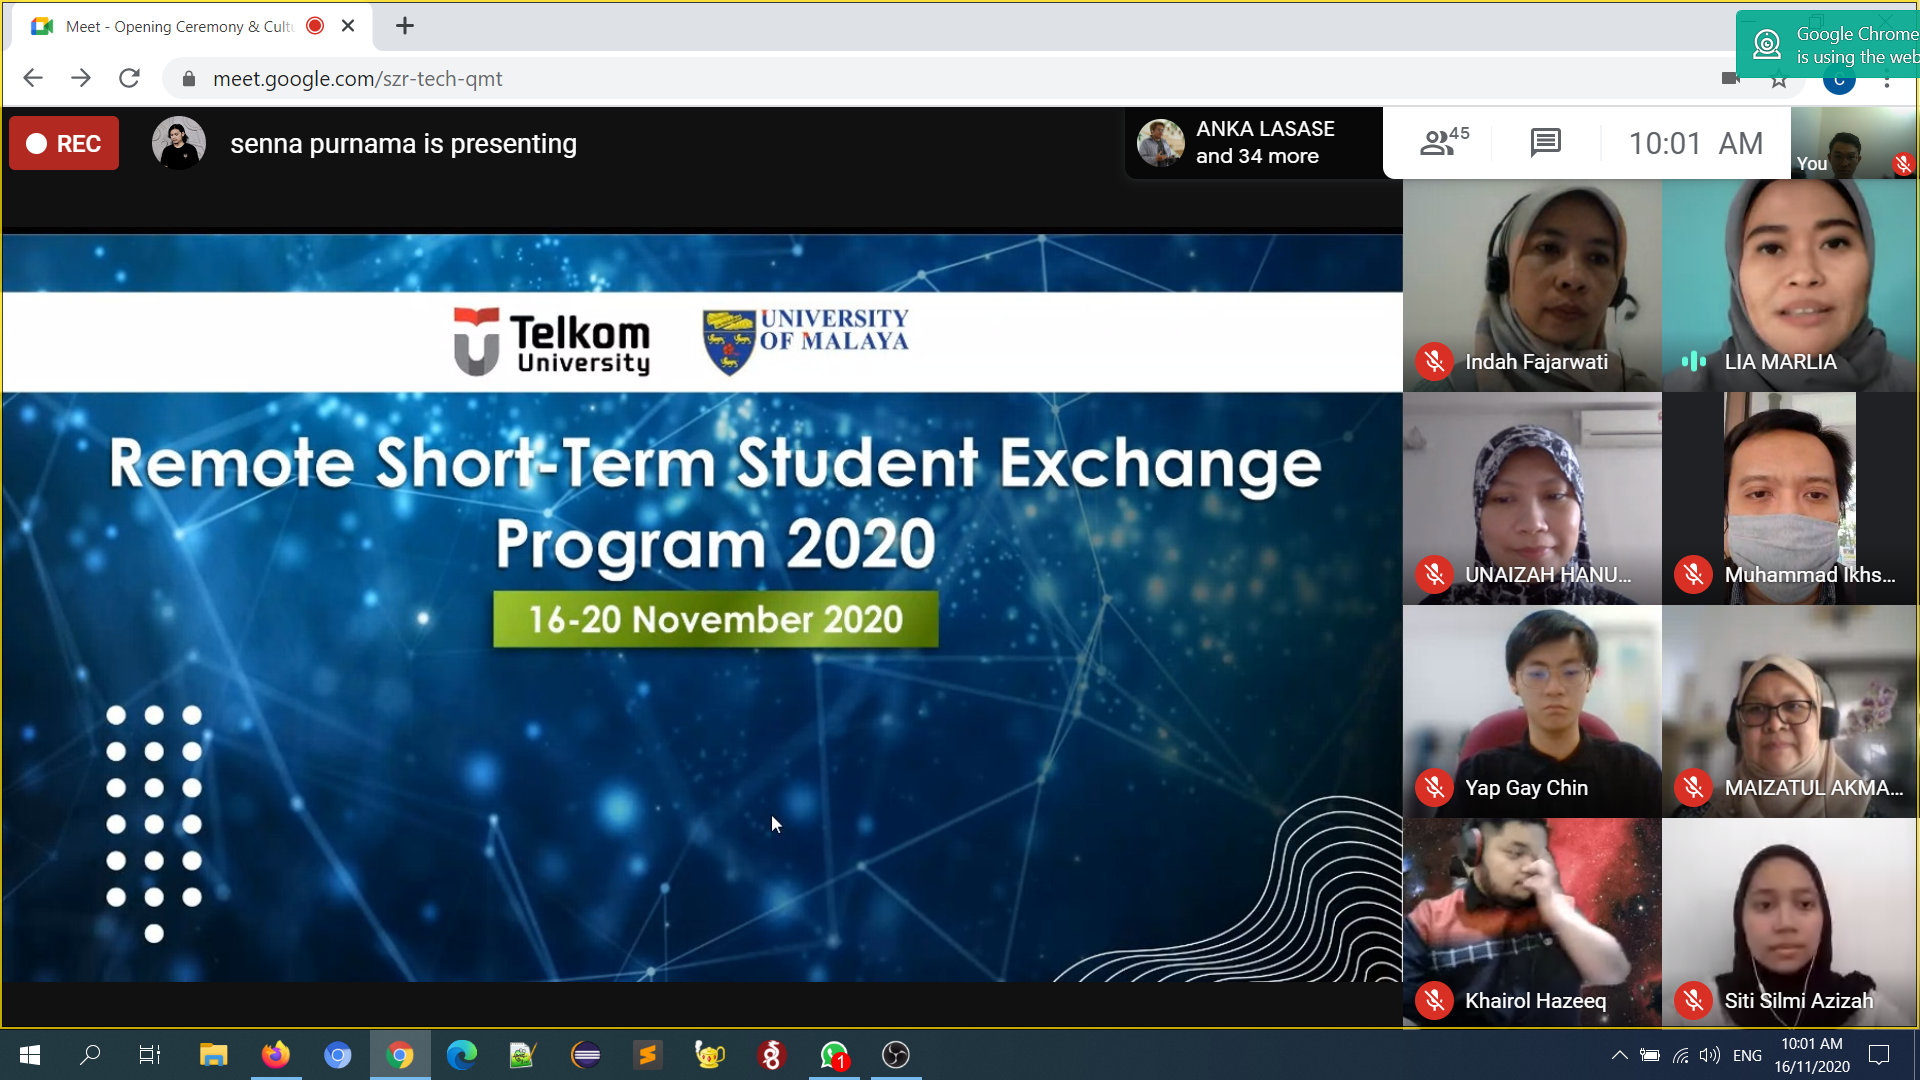 Meet - Opening Ceremony & Cult
Google Chrome
is using the web
meet.google.com/szr-tech-qmt
C
REC
senna purnama is presenting
ANKA LASASE
and 34 more
45
10:01 AM
You
Telkom
University
UNIVERSITY
OF MALAYA
Remote Short-Term Student Exchange
Program 2020
16-20 November 2020
Indah Fajarwati
LIA MARLIA
UNAIZAH HANU...
Muhammad Ikhs...
Yap Gay Chin
MAIZATUL AKMA...
Khairol Hazeeq
Siti Silmi Azizah
1
ENG
10:01 AM
16/11/2020